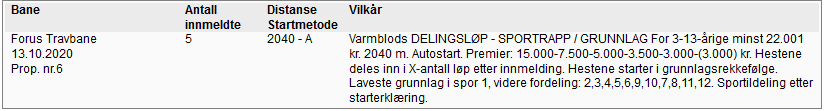 Bane Antall innmeldte Distanse Startmetode Vilkår
Forus Travbane 5 2040 - A Varmblods DELINGSLØP - SPORTRAPP / GRUNNLAG For 3-13-årige minst 22.001
13.10.2020 kr. 2040 m. Autostart. Premier: 15.000-7.500-5.000-3.500-3.000-(3.000) kr. Hestene
Prop. nr.6 deles inn i X-antall løp etter innmelding. Hestene starter i grunnlagsrekkefølge.
Laveste grunnlag i spor 1, videre fordeling: 2,3,4,5,6,9,10,7,8,11,12. Sportildeling etter
starterklæring.